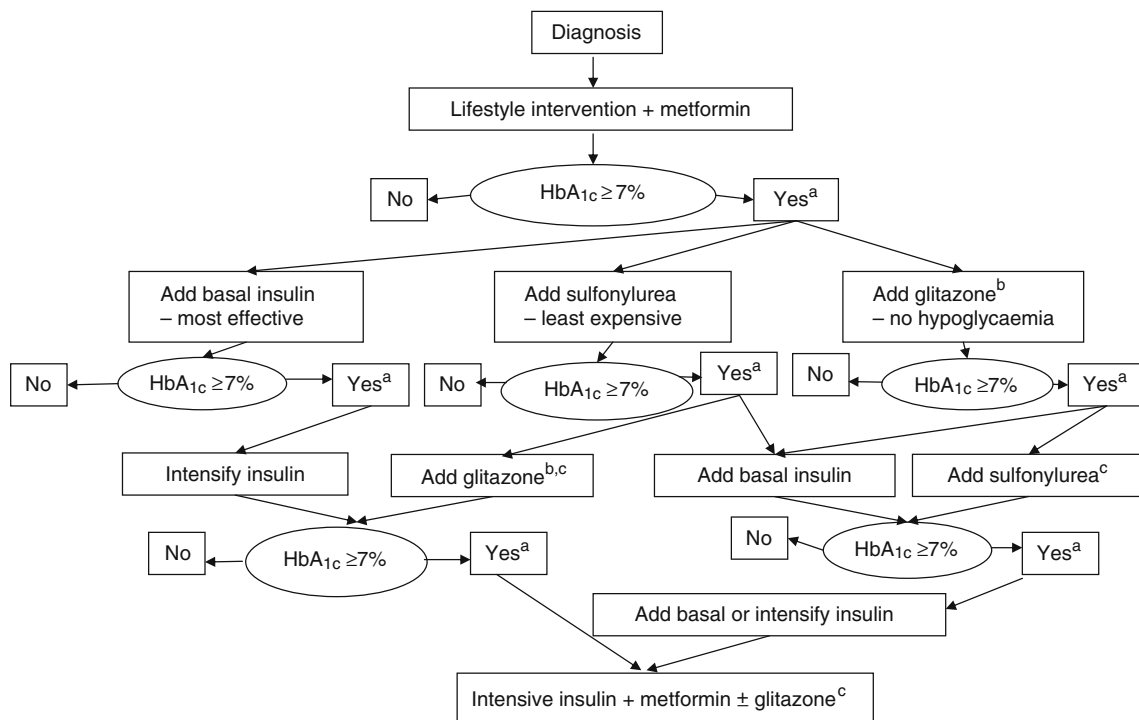 Diagnosis
Lifestyle intervention + metformin
No
HbA1c ≥ 7%
Yesa
Add basal insulin
– most effective
Add sulfonylurea
– least expensive
Add glitazoneb
– no hypoglycaemia
No
HbA1c ≥7%
Yesa
No
HbA1c ≥7%
Yesa
No
HbA1c ≥7%
Yesa
Intensify insulin
Add glitazoneb,c
Add basal insulin
Add sulfonylureac
No
HbA1c ≥7%
Yesa
No
HbA1c ≥7%
Yesa
Add basal or intensify insulin
Intensive insulin + metformin ± glitazonec